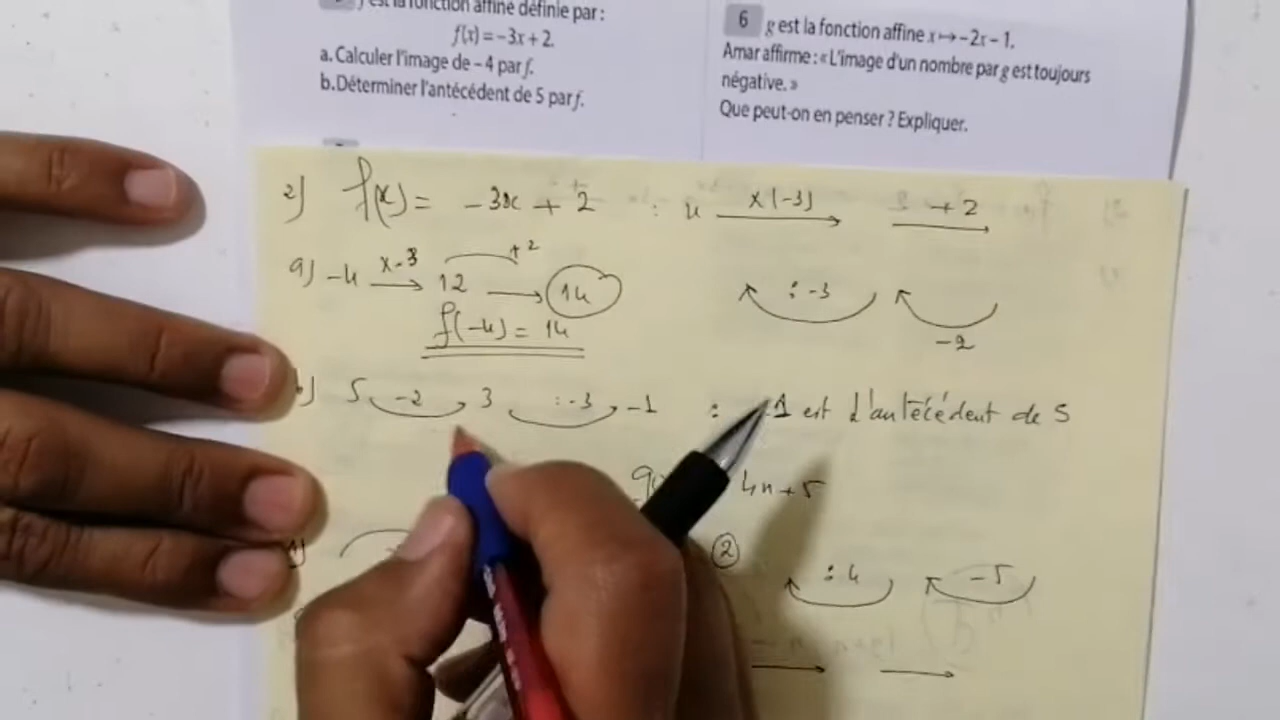 f est la fonction affine définie par :
f(x) = -3x + 2.
a. Calculer l'image de -4 par f.
b. Déterminer l'antécédent de 5 par f.
6 g est la fonction affine x ↦ -2x - 1.
Amar affirme : « L'image d'un nombre par g est toujours
négative. »
Que peut-on en penser ? Expliquer.
2) f(x) = -3x + 2 : x ×(-3) +2
a) -4 ×-3 12 +2 14
: -3 -2
f(-4) = 14
5 -2 3 : -3 -1 : -1 est l'antécédent de 5
4x + 5
2
: 4 -5